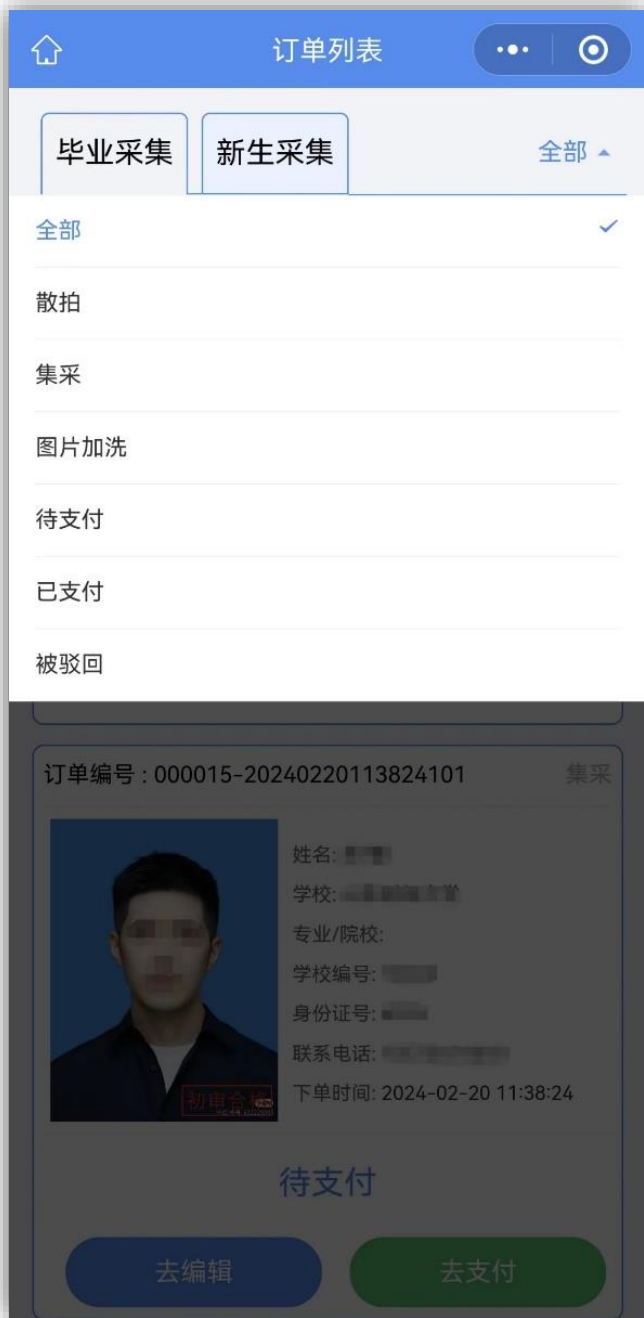 订单列表
毕业采集 新生采集 全部
全部
散拍
集采
图片加洗
待支付
已支付
被驳回
订单编号 : 000015-20240220113824101 集采
姓名:
学校:
专业/院校:
学校编号:
身份证号:
联系电话:
下单时间: 2024-02-20 11:38:24
初审合格
待支付
去编辑 去支付